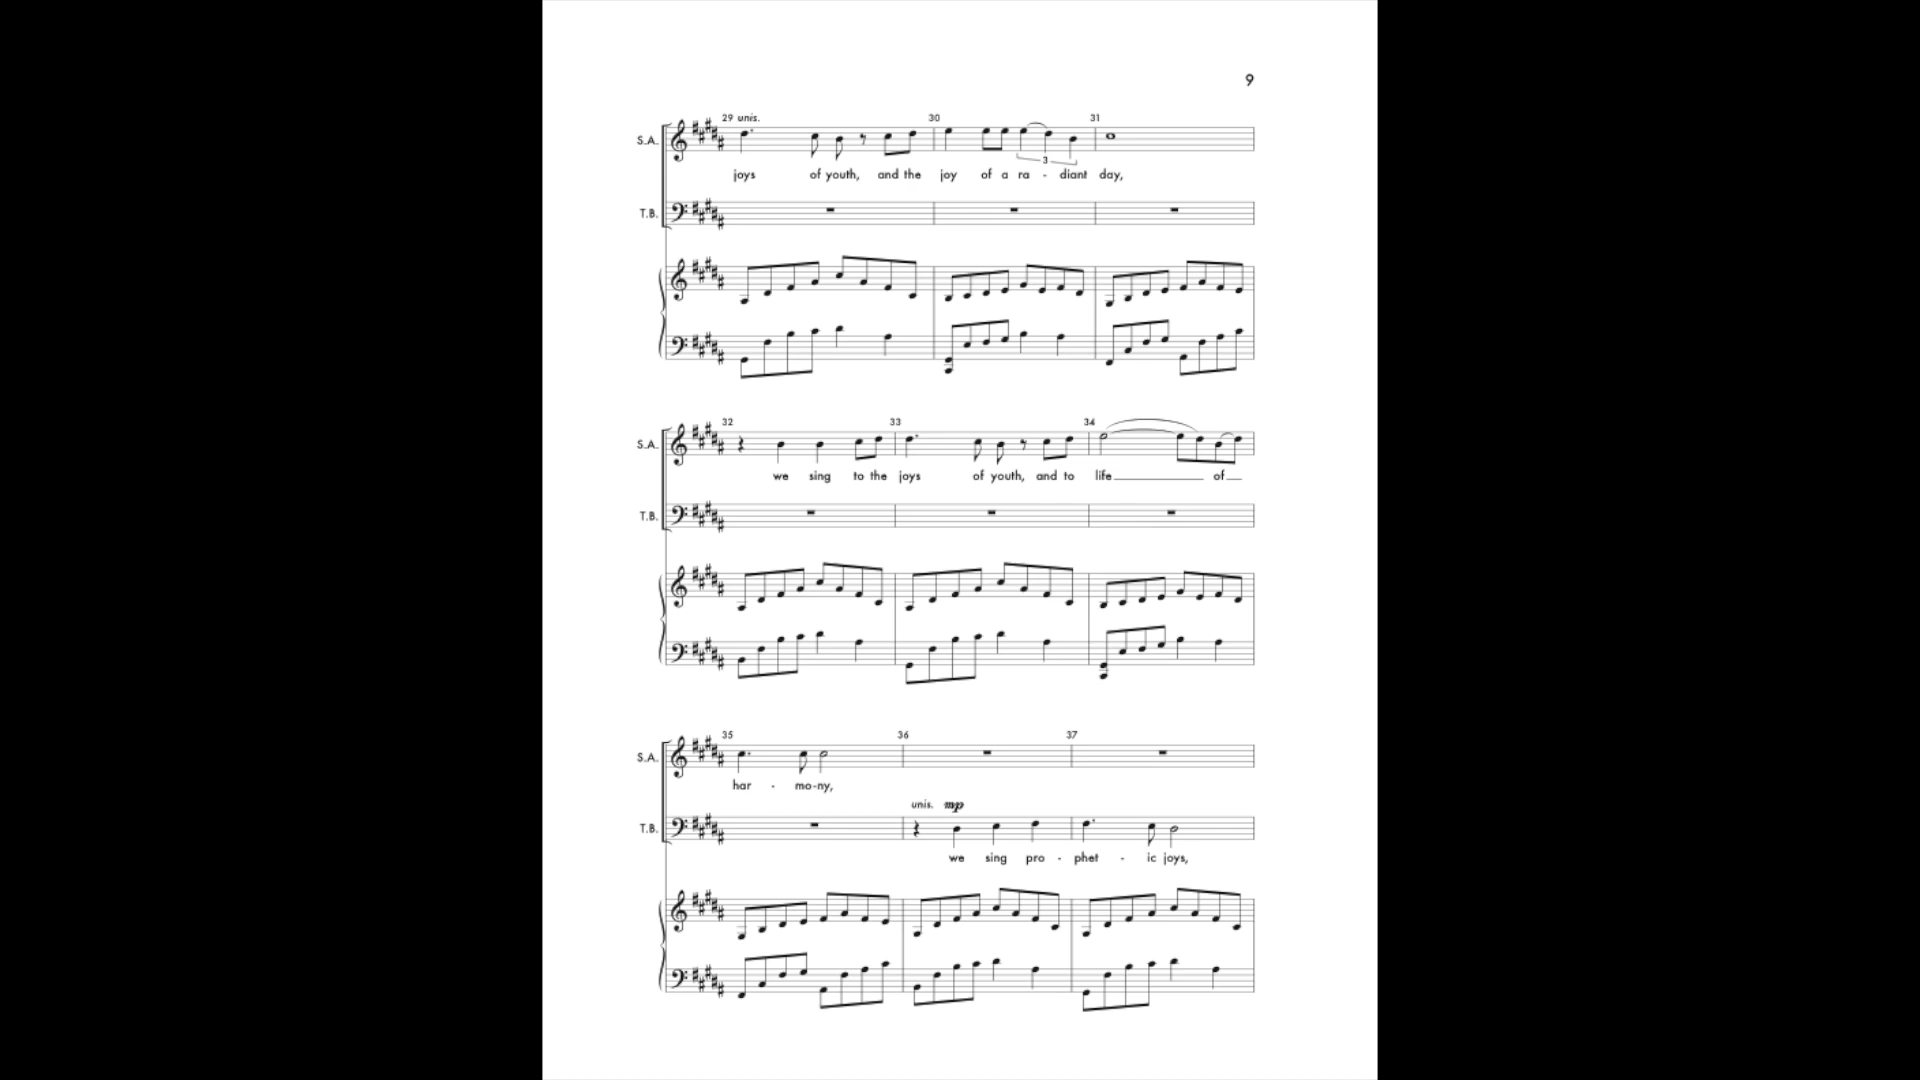 9
29 unis. 30 31
S.A.
3
joys of youth, and the joy of a ra - diant day,
T.B.
32 33 34
S.A.
we sing to the joys of youth, and to life of
T.B.
35 36 37
S.A.
har - mo-ny,
unis. mp
T.B.
we sing pro - phet - ic joys,